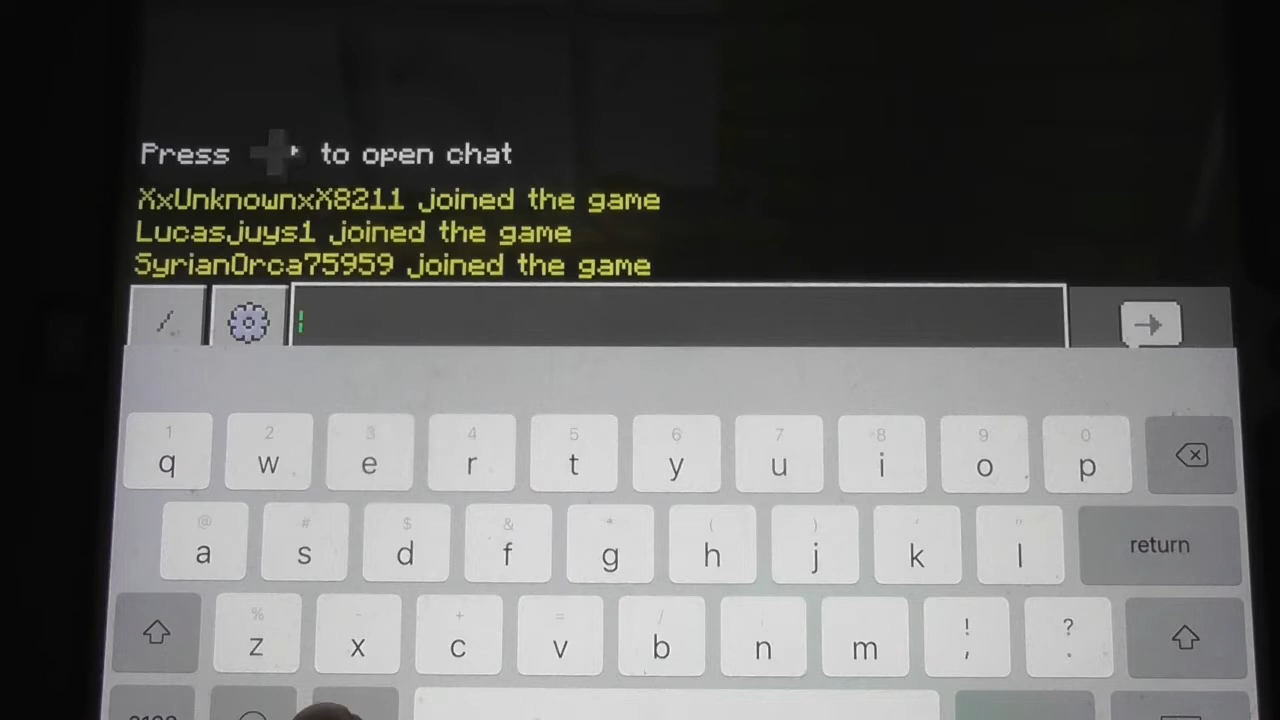 Press to open chat
XxUnknownxX8211 joined the game
Lucasjuys1 joined the game
SyrianOrca75959 joined the game
/
1 2 3 4 5 6 7 8 9 0
q w e r t y u i o p
@ # $ & * ( ) ' "
a s d f g h j k l return
% - + = / ! ?
z x c v b n m , .